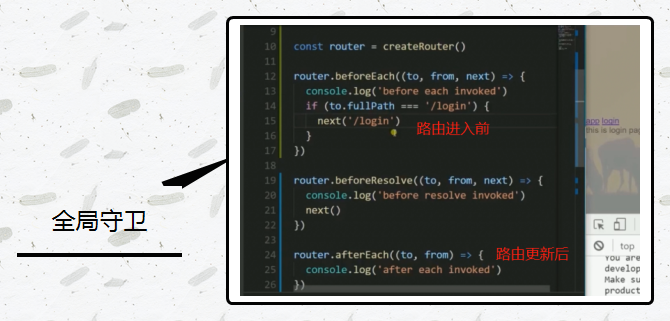 9
10 const router = createRouter()
11
12 router.beforeEach((to, from, next) => {
13 console.log('before each invoked')
14 if (to.fullPath === '/login') {
15 next('/login')
路由进入前
16 }
17 })
18
19 router.beforeResolve((to, from, next) => {
20 console.log('before resolve invoked')
21 next()
22 })
23
24 router.afterEach((to, from) => {
路由更新后
25 console.log('after each invoked')
26 })
app login
this is login pag
top
You are
develop
Make su
product
全局守卫